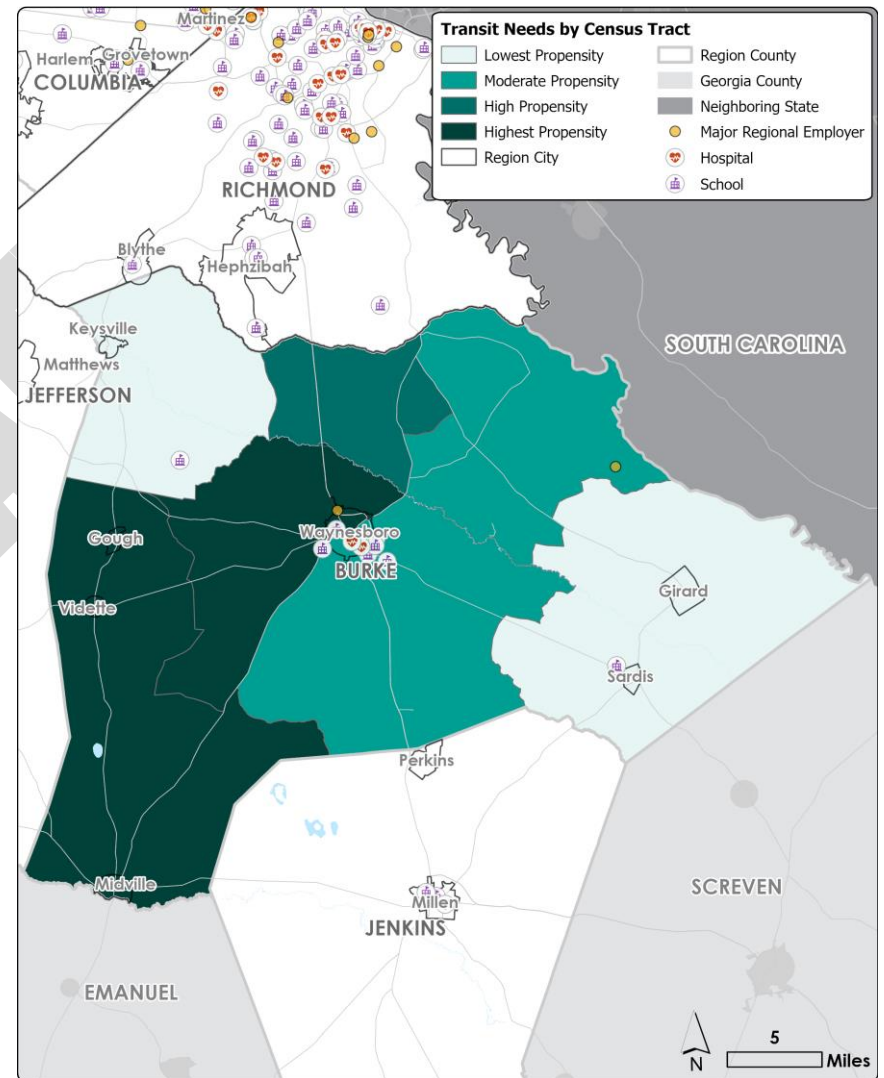 Transit Needs by Census Tract
Lowest Propensity
Moderate Propensity
High Propensity
Highest Propensity
Region City
Region County
Georgia County
Neighboring State
Major Regional Employer
Hospital
School
Martinez
Harlem
Grovetown
COLUMBIA
RICHMOND
Blythe
Hephzibah
Keysville
Matthews
JEFFERSON
SOUTH CAROLINA
Gough
Waynesboro
BURKE
Vidette
Girard
Sardis
Perkins
Midville
Millen
JENKINS
SCREVEN
EMANUEL
N
5
Miles